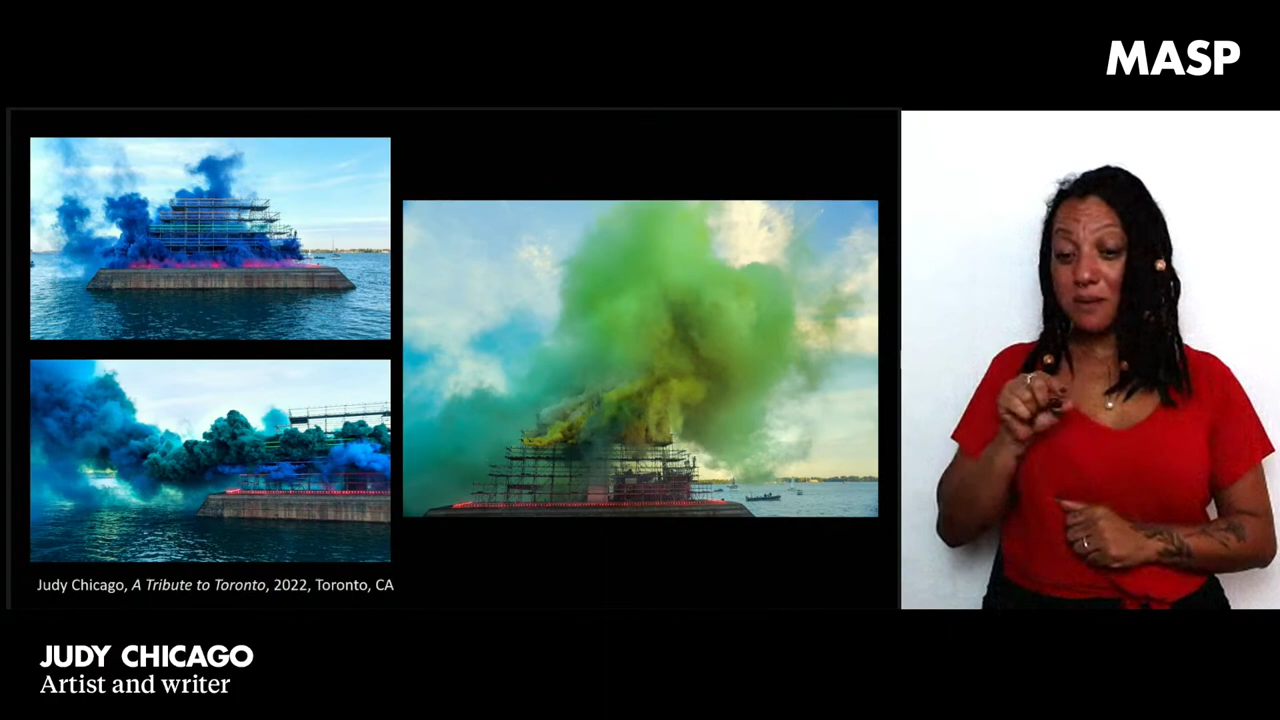 MASP
Judy Chicago, A Tribute to Toronto, 2022, Toronto, CA
JUDY CHICAGO
Artist and writer